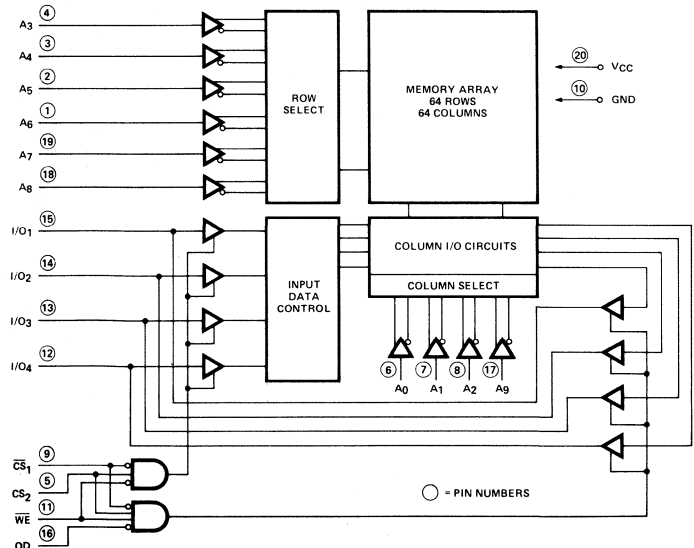 ④
A3
③
A4
②
A5
①
A6
⑲
A7
⑱
A8
ROW
SELECT
MEMORY ARRAY
64 ROWS
64 COLUMNS
⑳
VCC
⑩
GND
⑮
I/O1
⑭
I/O2
⑬
I/O3
⑫
I/O4
INPUT
DATA
CONTROL
COLUMN I/O CIRCUITS
COLUMN SELECT
⑥ ⑦ ⑧ ⑰
A0 A1 A2 A9
⑨
C̅S̅1
⑤
CS2
⑪
W̅E̅
⑯
OD
◯ = PIN NUMBERS